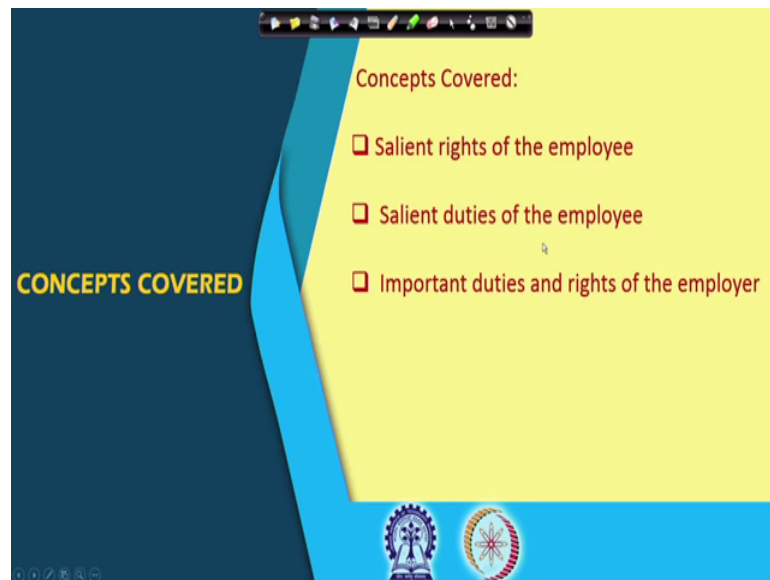 Concepts Covered:
Salient rights of the employee
Salient duties of the employee
CONCEPTS COVERED
Important duties and rights of the employer